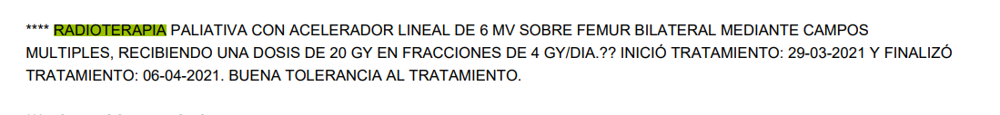 **** RADIOTERAPIA PALIATIVA CON ACELERADOR LINEAL DE 6 MV SOBRE FEMUR BILATERAL MEDIANTE CAMPOS
MULTIPLES, RECIBIENDO UNA DOSIS DE 20 GY EN FRACCIONES DE 4 GY/DIA.?? INICIÓ TRATAMIENTO: 29-03-2021 Y FINALIZÓ
TRATAMIENTO: 06-04-2021. BUENA TOLERANCIA AL TRATAMIENTO.